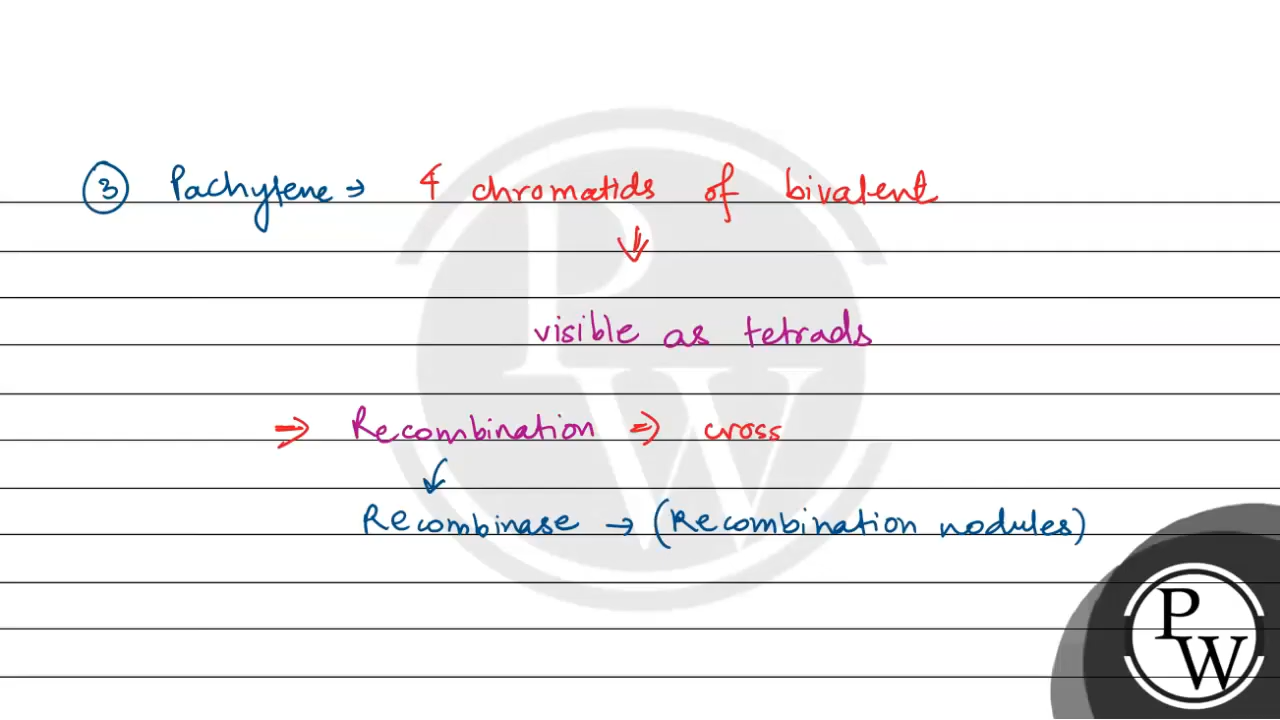 ③ Pachytene → 4 chromatids of bivalent
↓
visible as tetrads
⇒ Recombination ⇒ cross
↓
Recombinase → (Recombination nodules)
P
W
P
W